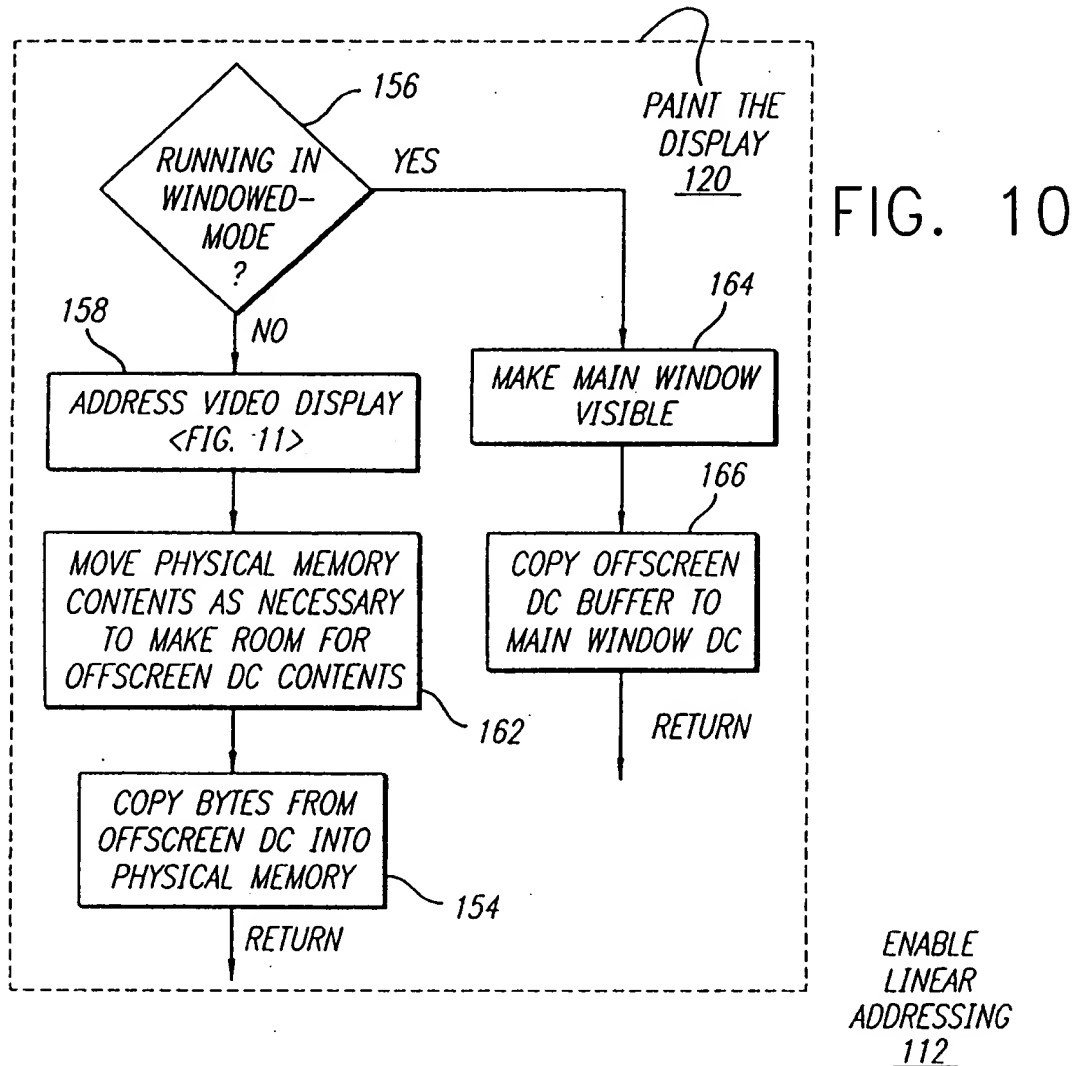 156
RUNNING IN
WINDOWED-
MODE
?
YES
NO
PAINT THE
DISPLAY
120
FIG. 10
158
ADDRESS VIDEO DISPLAY
<FIG. 11>
164
MAKE MAIN WINDOW
VISIBLE
MOVE PHYSICAL MEMORY
CONTENTS AS NECESSARY
TO MAKE ROOM FOR
OFFSCREEN DC CONTENTS
162
166
COPY OFFSCREEN
DC BUFFER TO
MAIN WINDOW DC
RETURN
COPY BYTES FROM
OFFSCREEN DC INTO
PHYSICAL MEMORY
154
RETURN
ENABLE
LINEAR
ADDRESSING
112